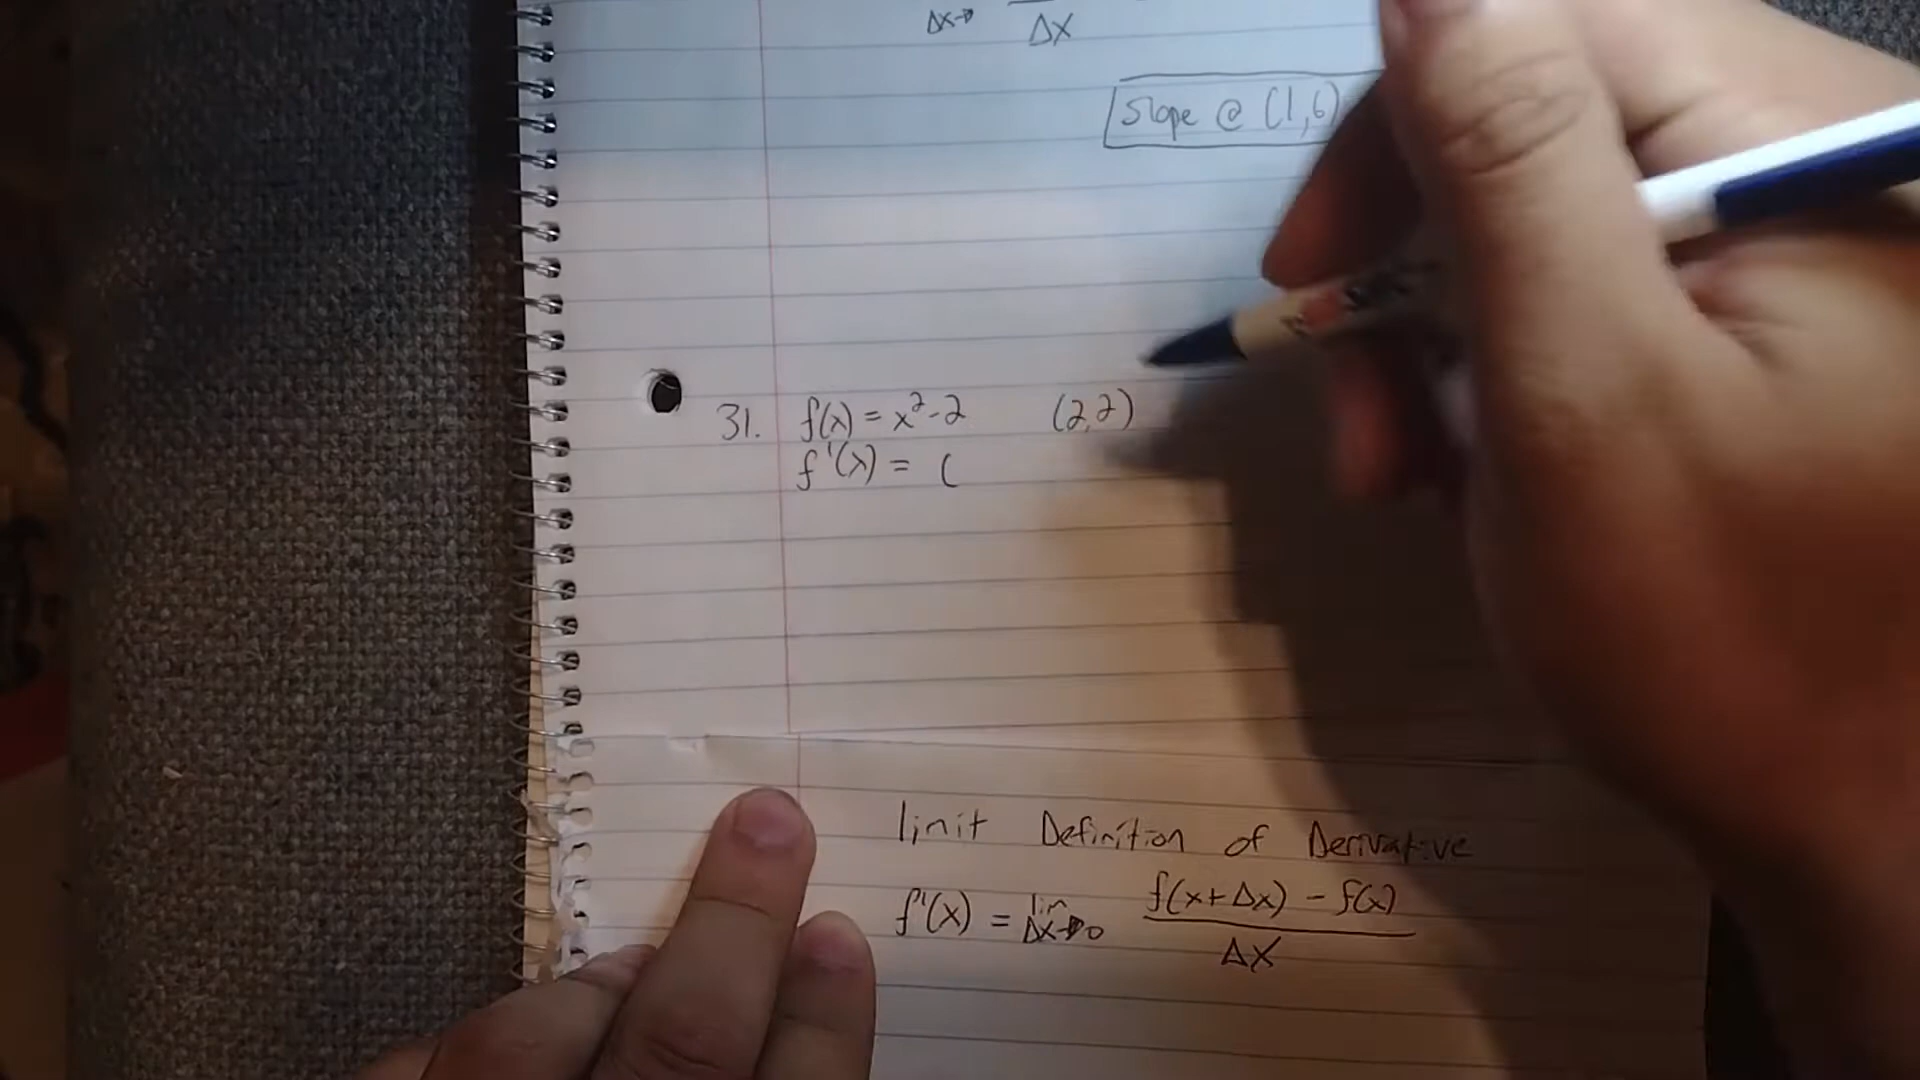 Δx→ Δx
Slope @ (1,6)
31. f(x) = x²-2 (2,2)
f'(x) = (
limit Definition of Derivative
f'(x) = lim Δx→0 f(x+Δx) - f(x)
Δx